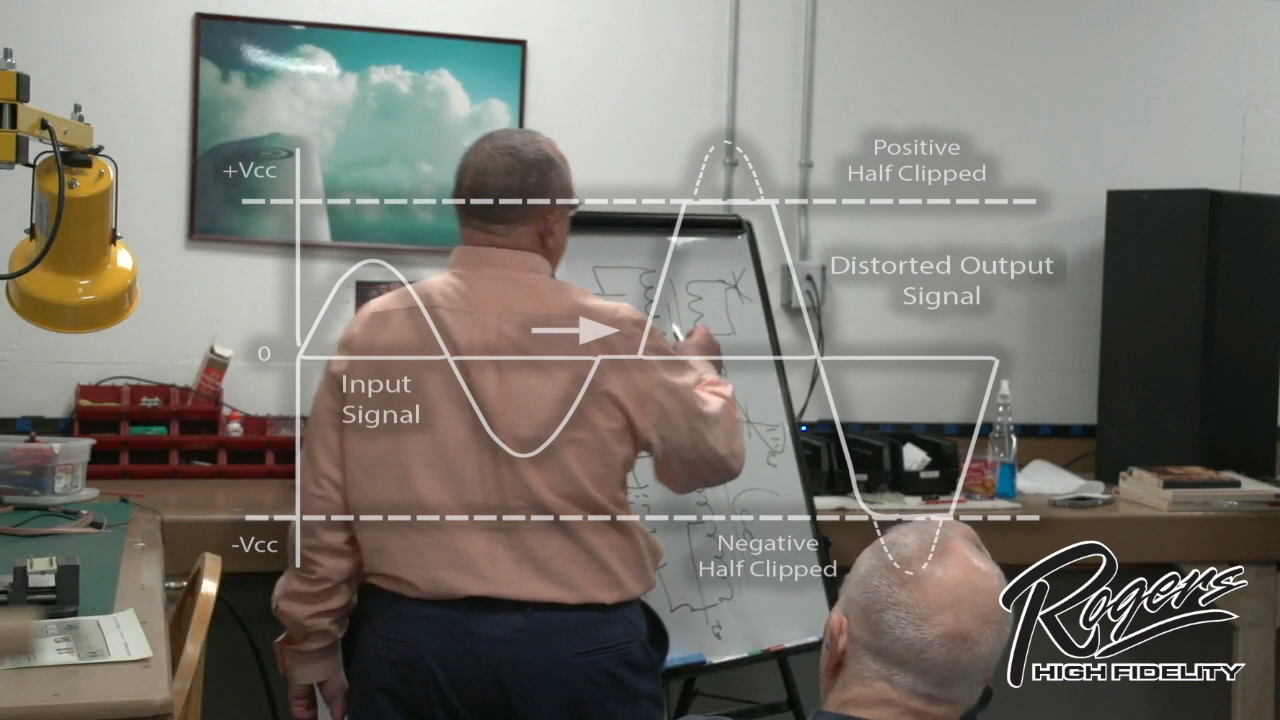 +Vcc
Positive
Half Clipped
Distorted Output
Signal
0
Input
Signal
-Vcc
Negative
Half Clipped
Rogers
HIGH FIDELITY